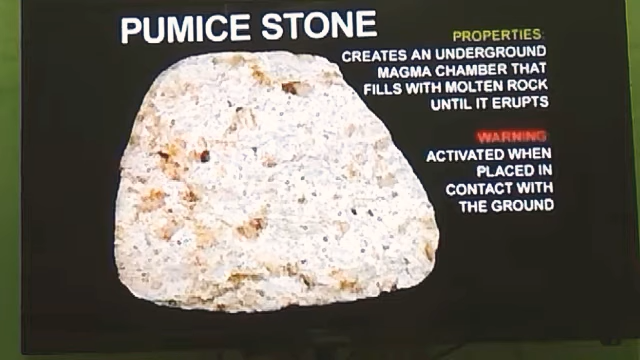 PUMICE STONE
PROPERTIES:
CREATES AN UNDERGROUND
MAGMA CHAMBER THAT
FILLS WITH MOLTEN ROCK
UNTIL IT ERUPTS
WARNING
ACTIVATED WHEN
PLACED IN
CONTACT WITH
THE GROUND